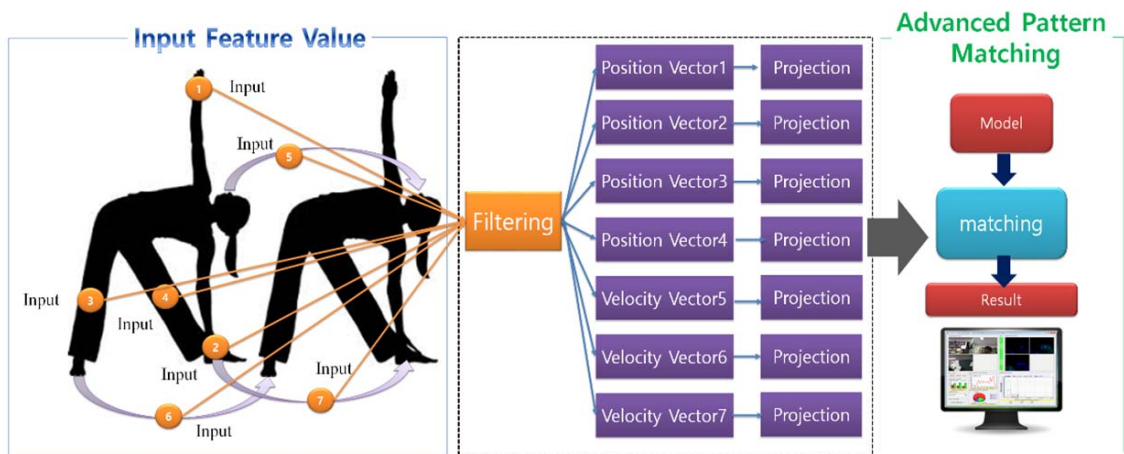 Input Feature Value
1
Input
Input
5
Input
3
4
Input
2
Input
7
6
Input
Input
Filtering
Position Vector1
Projection
Position Vector2
Projection
Position Vector3
Projection
Position Vector4
Projection
Velocity Vector5
Projection
Velocity Vector6
Projection
Velocity Vector7
Projection
Advanced Pattern
Matching
Model
matching
Result